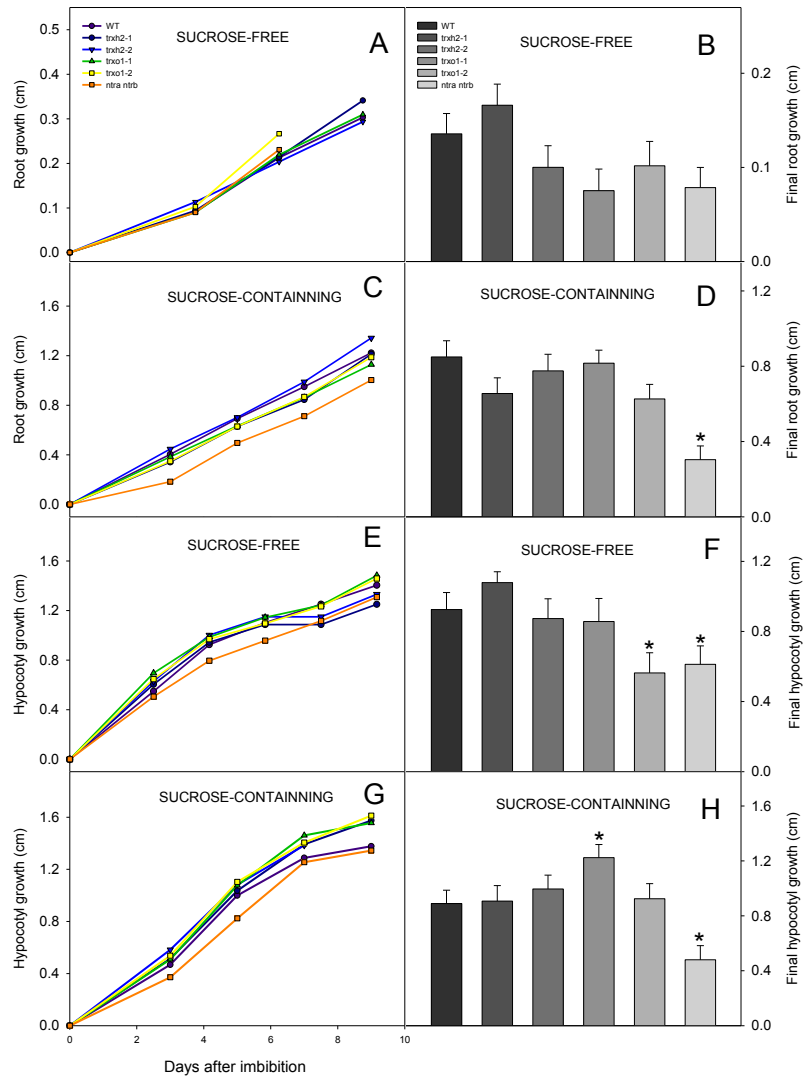 SUCROSE-FREE
A
WT
trxh2-1
trxh2-2
trxo1-1
trxo1-2
ntra ntrb
Root growth (cm)
0.5
0.4
0.3
0.2
0.1
0.0
SUCROSE-FREE
B
WT
trxh2-1
trxh2-2
trxo1-1
trxo1-2
ntra ntrb
0.2
0.1
0.0
Final root growth (cm)
SUCROSE-CONTAINNING
C
Root growth (cm)
1.6
1.2
0.8
0.4
0.0
SUCROSE-CONTAINNING
D
*
1.2
0.8
0.4
0.0
Final root growth (cm)
SUCROSE-FREE
E
Hypocotyl growth (cm)
1.6
1.2
0.8
0.4
0.0
SUCROSE-FREE
F
* *
1.2
0.8
0.4
0.0
Final hypocotyl growth (cm)
SUCROSE-CONTAINNING
G
Hypocotyl growth (cm)
1.6
1.2
0.8
0.4
0.0
0 2 4 6 8 10
Days after imbibition
SUCROSE-CONTAINNING
H
* *
1.6
1.2
0.8
0.4
0.0
Final hypocotyl growth (cm)